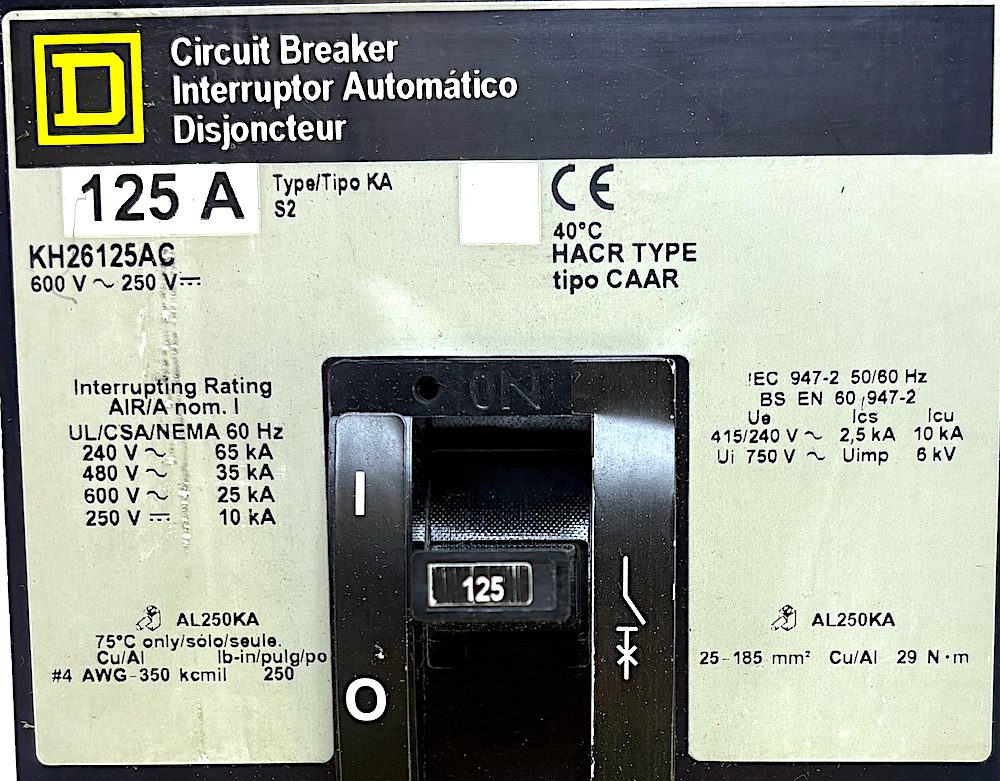 D
Circuit Breaker
Interruptor Automático
Disjoncteur
125 A
Type/Tipo KA
S2
KH26125AC
600 V ~ 250 V⎓
CE
40°C
HACR TYPE
tipo CAAR
Interrupting Rating
AIR/A nom. I
UL/CSA/NEMA 60 Hz
240 V ~ 65 kA
480 V ~ 35 kA
600 V ~ 25 kA
250 V ⎓ 10 kA
AL250KA
75°C only/sólo/seule.
Cu/Al lb-in/pulg/po
#4 AWG-350 kcmil 250
ON
I
125
O
IEC 947-2 50/60 Hz
BS EN 60 947-2
Ue Ics Icu
415/240 V ~ 2,5 kA 10 kA
Ui 750 V ~ Uimp 6 kV
AL250KA
25-185 mm² Cu/Al 29 N·m